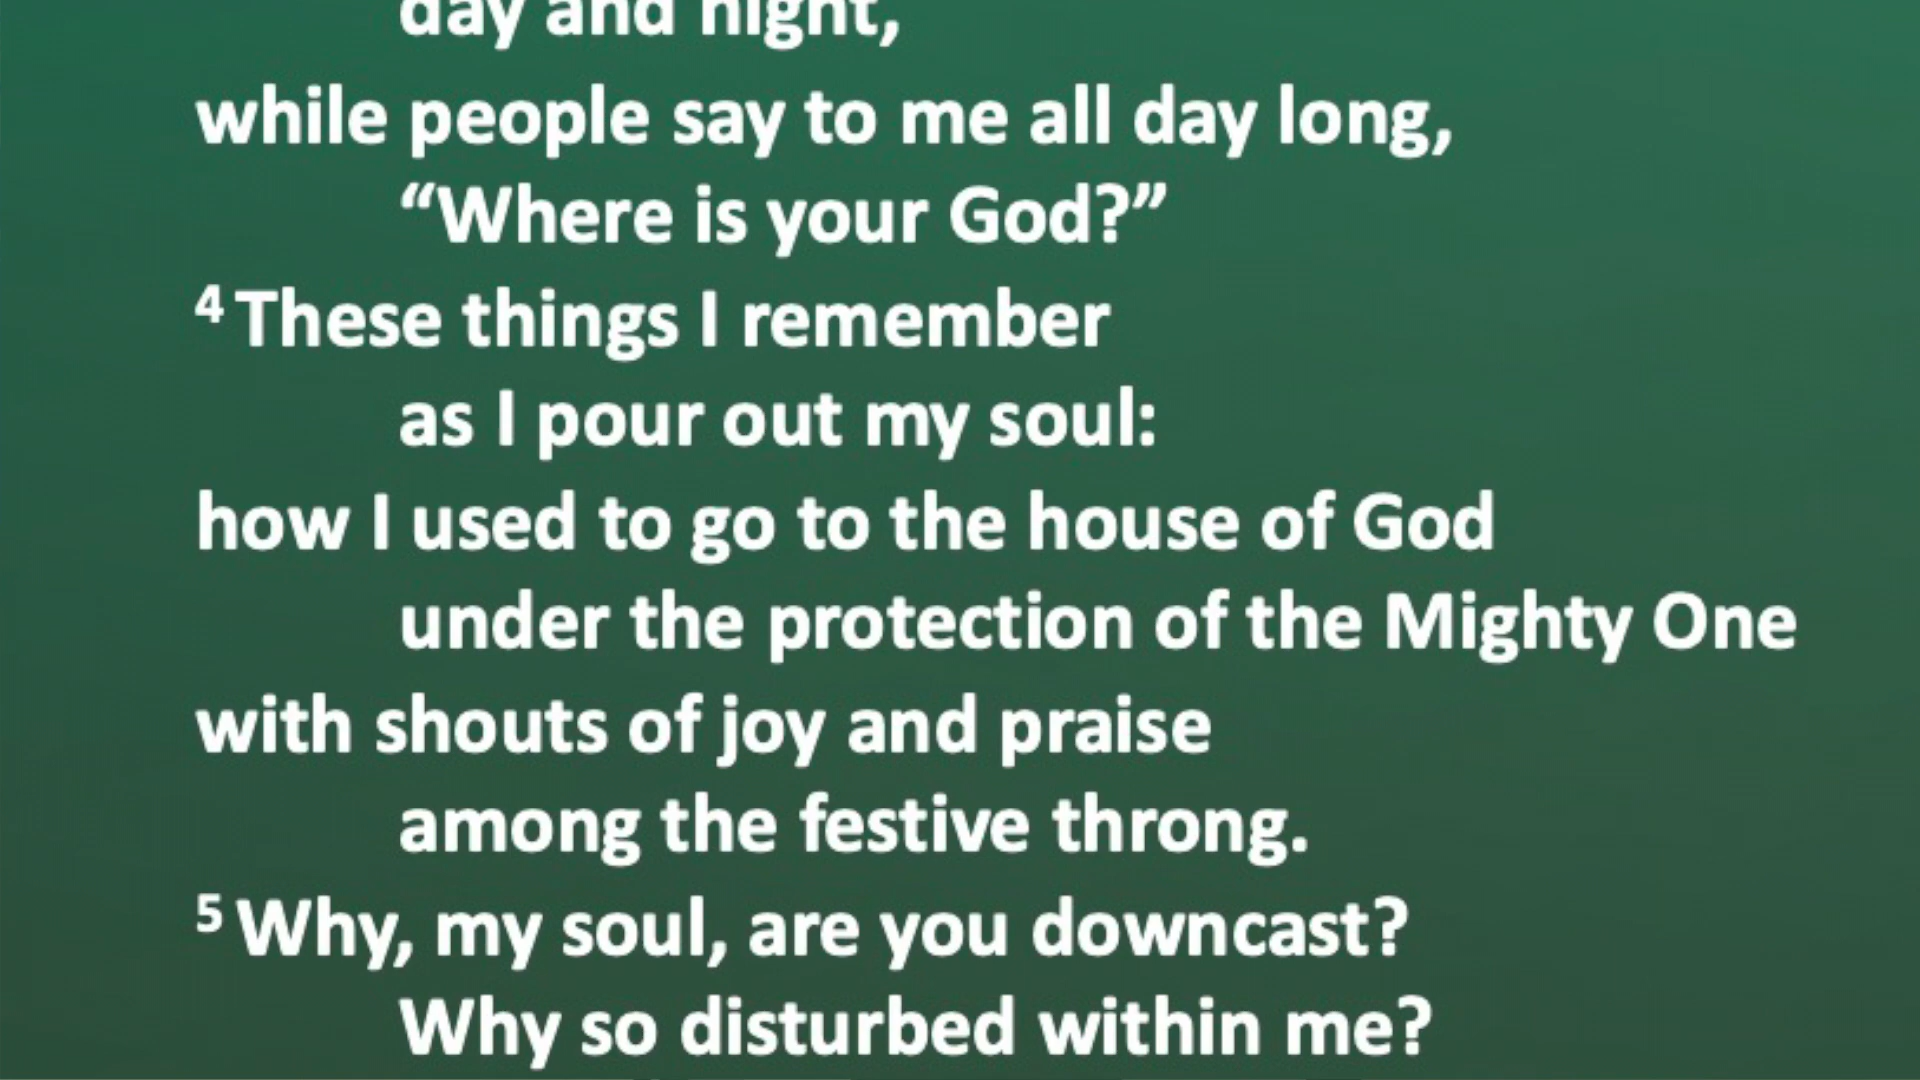 day and night,
while people say to me all day long,
“Where is your God?”
4 These things I remember
as I pour out my soul:
how I used to go to the house of God
under the protection of the Mighty One
with shouts of joy and praise
among the festive throng.
5 Why, my soul, are you downcast?
Why so disturbed within me?